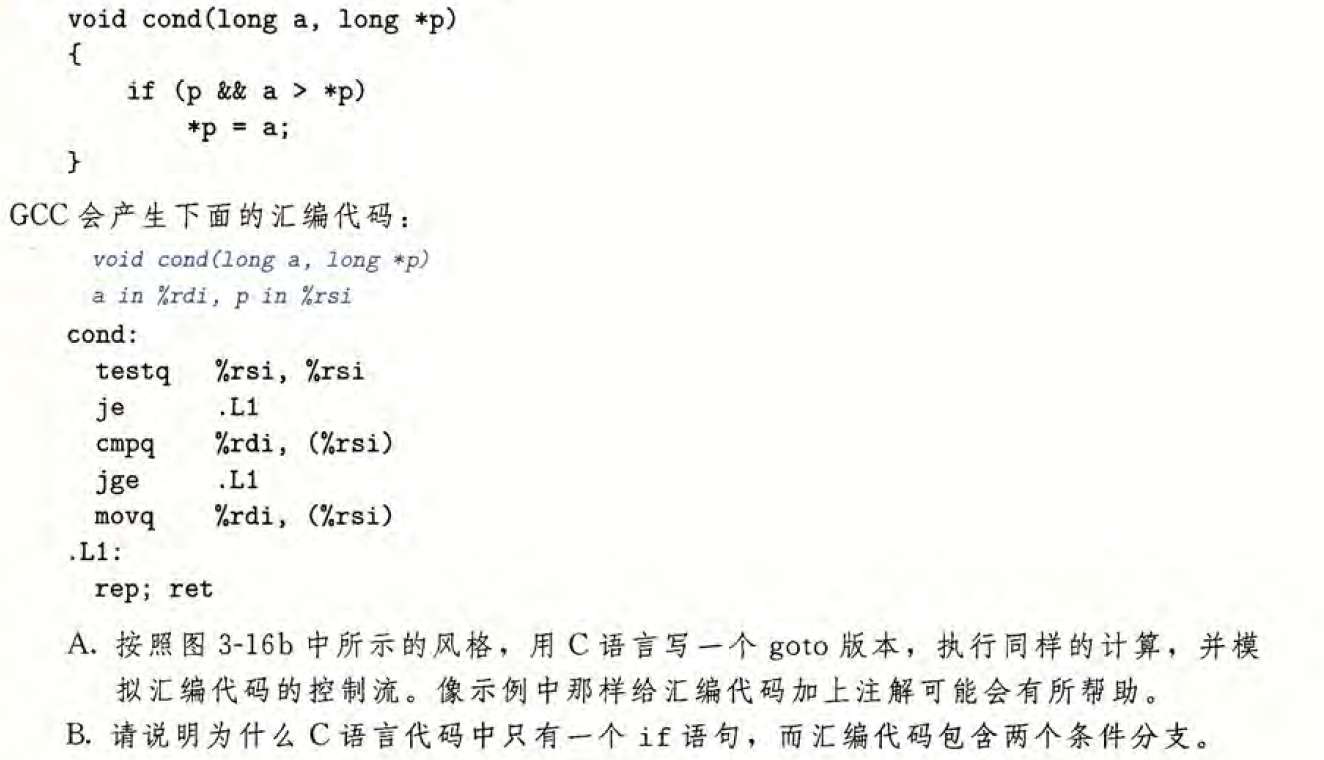 void cond(long a, long *p)
{
if (p && a > *p)
*p = a;
}
GCC 会产生下面的汇编代码：
void cond(long a, long *p)
a in %rdi, p in %rsi
cond:
testq %rsi, %rsi
je .L1
cmpq %rdi, (%rsi)
jge .L1
movq %rdi, (%rsi)
.L1:
rep; ret
A. 按照图 3-16b 中所示的风格，用 C 语言写一个 goto 版本，执行同样的计算，并模
拟汇编代码的控制流。像示例中那样给汇编代码加上注解可能会有所帮助。
B. 请说明为什么 C 语言代码中只有一个 if 语句，而汇编代码包含两个条件分支。